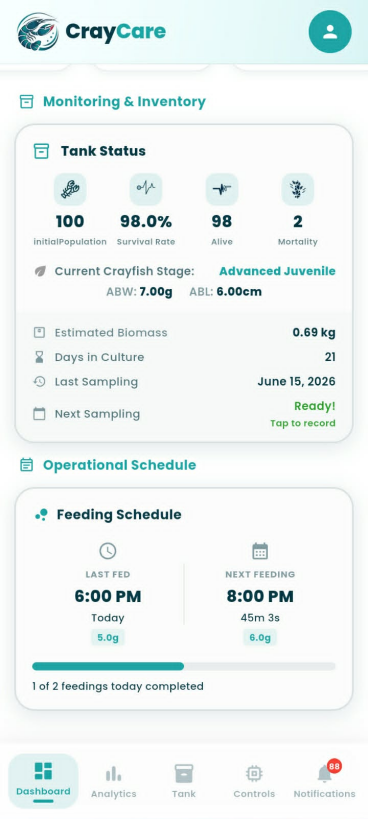 CrayCare
Monitoring & Inventory
Tank Status
100 98.0% 98 2
initialPopulation Survival Rate Alive Mortality
Current Crayfish Stage: Advanced Juvenile
ABW: 7.00g ABL: 6.00cm
Estimated Biomass 0.69 kg
Days in Culture 21
Last Sampling June 15, 2026
Next Sampling Ready!
Tap to record
Operational Schedule
Feeding Schedule
LAST FED NEXT FEEDING
6:00 PM 8:00 PM
Today 45m 3s
5.0g 6.0g
1 of 2 feedings today completed
88
Dashboard Analytics Tank Controls Notifications